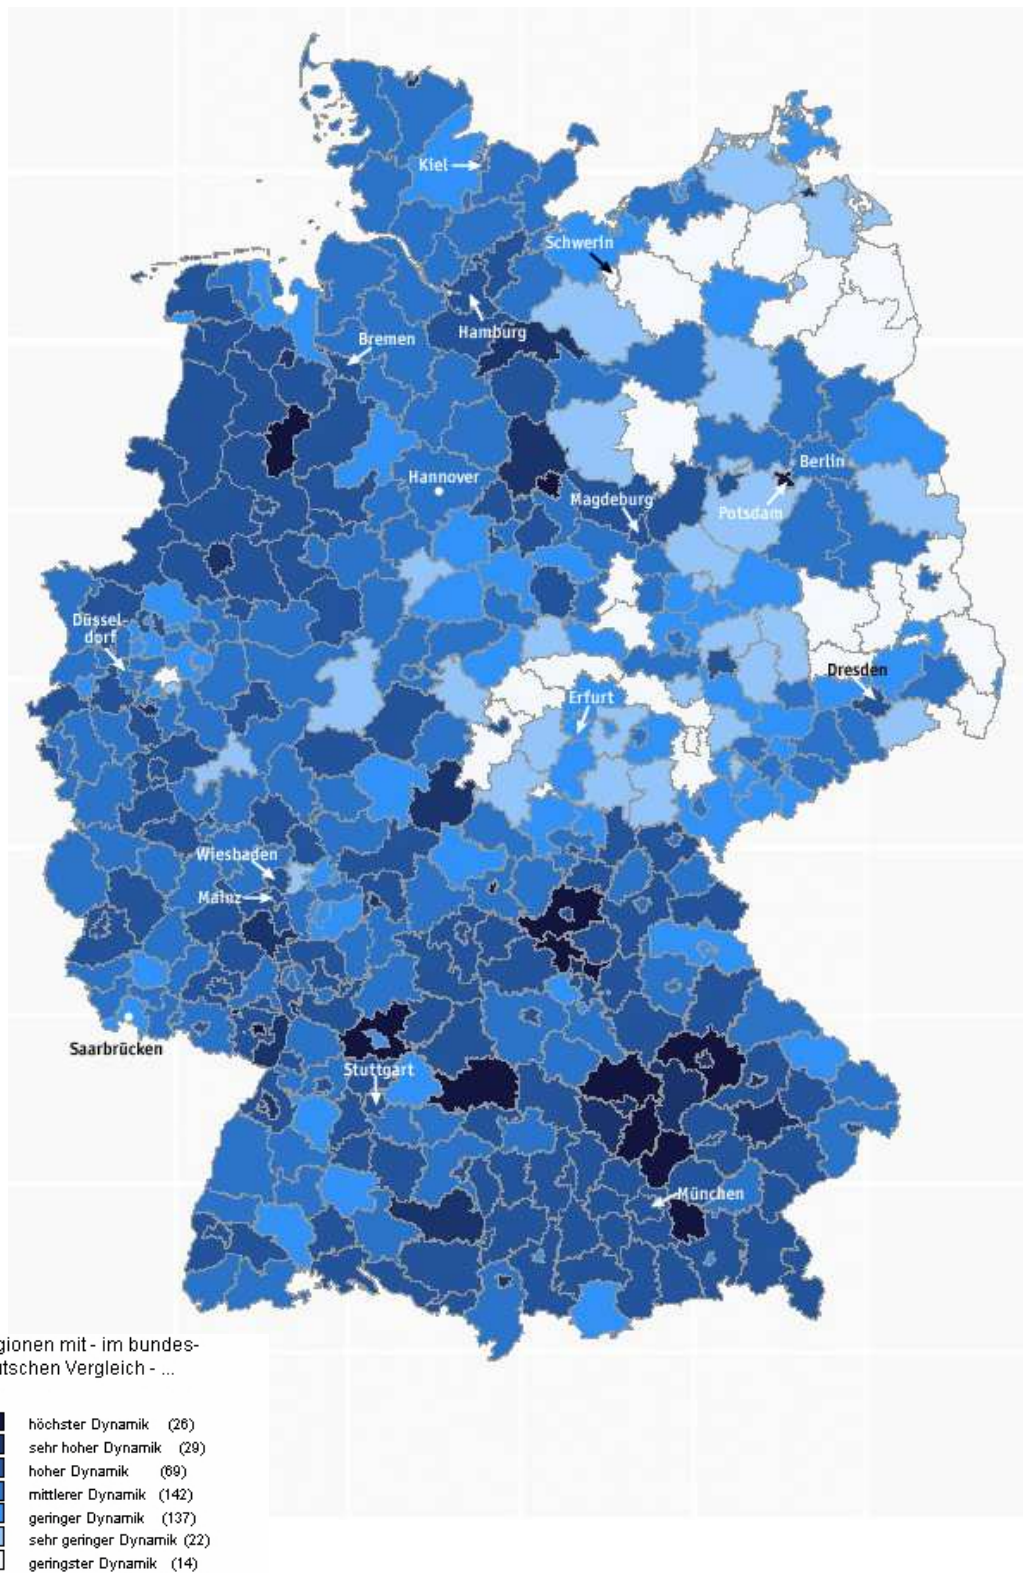 Kiel
Schwerin
Hamburg
Bremen
Hannover
Berlin
Magdeburg
Potsdam
Düssel-
dorf
Dresden
Erfurt
Wiesbaden
Mainz
Saarbrücken
Stuttgart
München
gionen mit - im bundes-
utschen Vergleich - ...
höchster Dynamik (26)
sehr hoher Dynamik (29)
hoher Dynamik (69)
mittlerer Dynamik (142)
geringer Dynamik (137)
sehr geringer Dynamik (22)
geringster Dynamik (14)